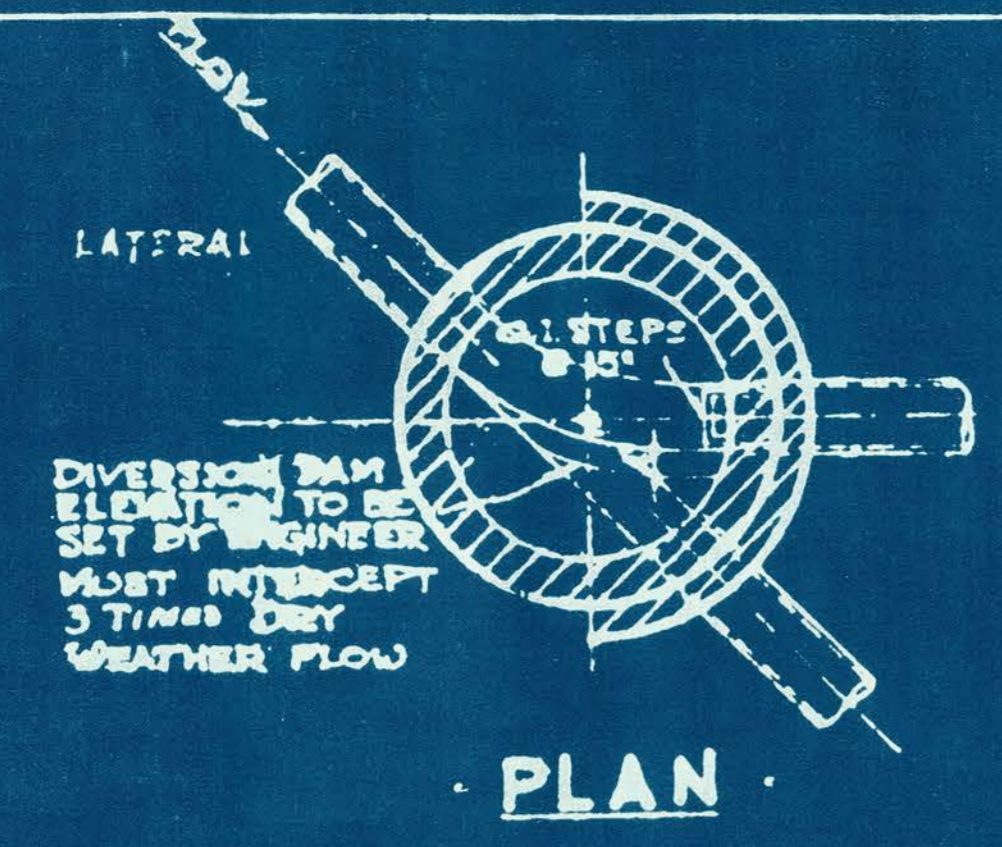 FLOW
LATERAL
C.I. STEPS
@ 15"
DIVERSSION DAM
ELEVATION TO BE
SET BY ENGINEER
MUST INTERCEPT
3 TIMES DRY
WEATHER FLOW
· PLAN ·